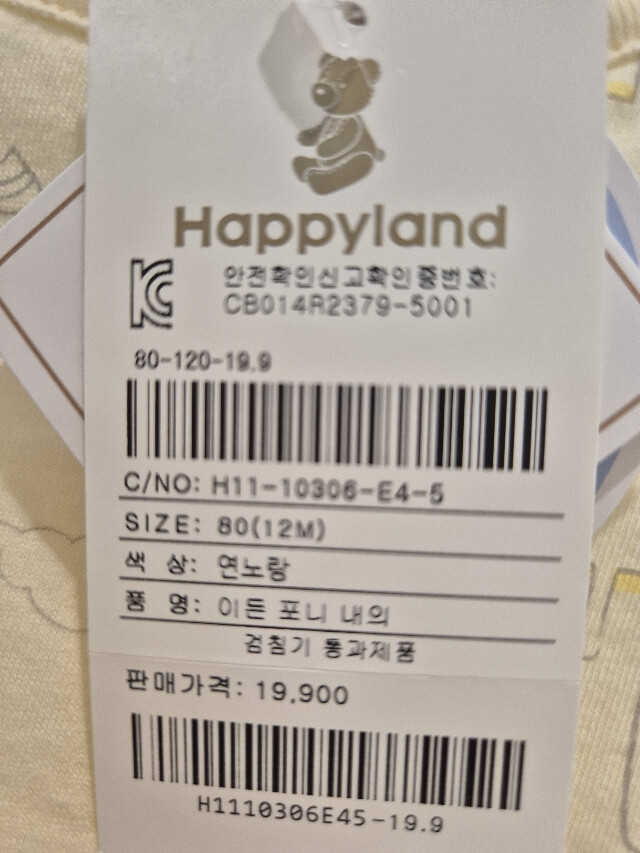 Happyland
안전확인신고확인증번호:
CB014R2379-5001
80-120-19.9
C/NO: H11-10306-E4-5
SIZE: 80(12M)
색 상: 연노랑
품 명: 이든 포니 내의
검침기 통과제품
판매가격: 19,900
H1110306E45-19.9